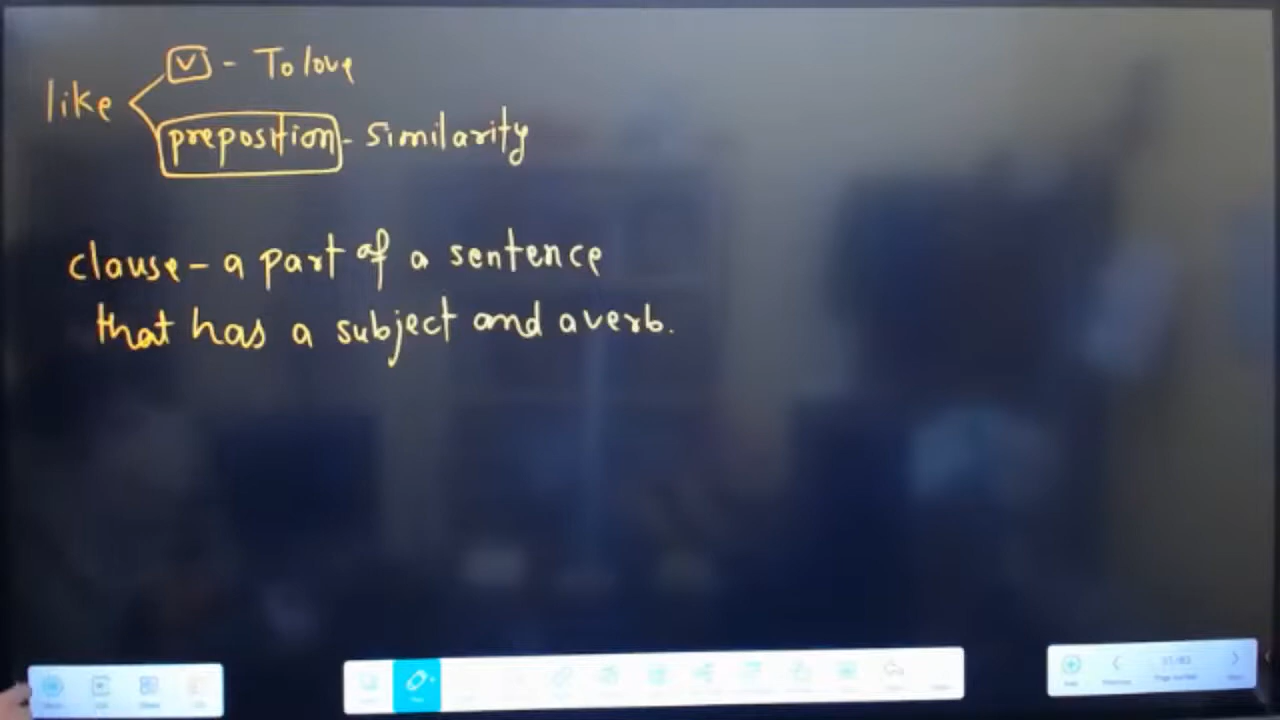 like
V - To love
preposition - Similarity
clause - a part of a sentence
that has a subject and a verb.